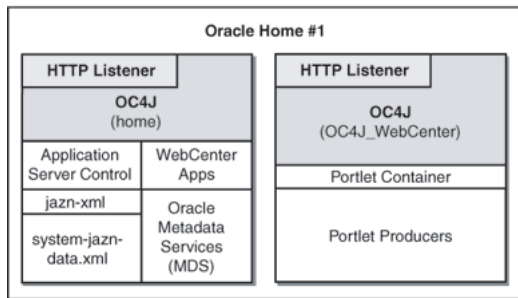 Oracle Home #1
HTTP Listener
OC4J
(home)
Application
Server Control
WebCenter
Apps
jazn-xml
system-jazn-
data.xml
Oracle
Metadata
Services
(MDS)
HTTP Listener
OC4J
(OC4J_WebCenter)
Portlet Container
Portlet Producers